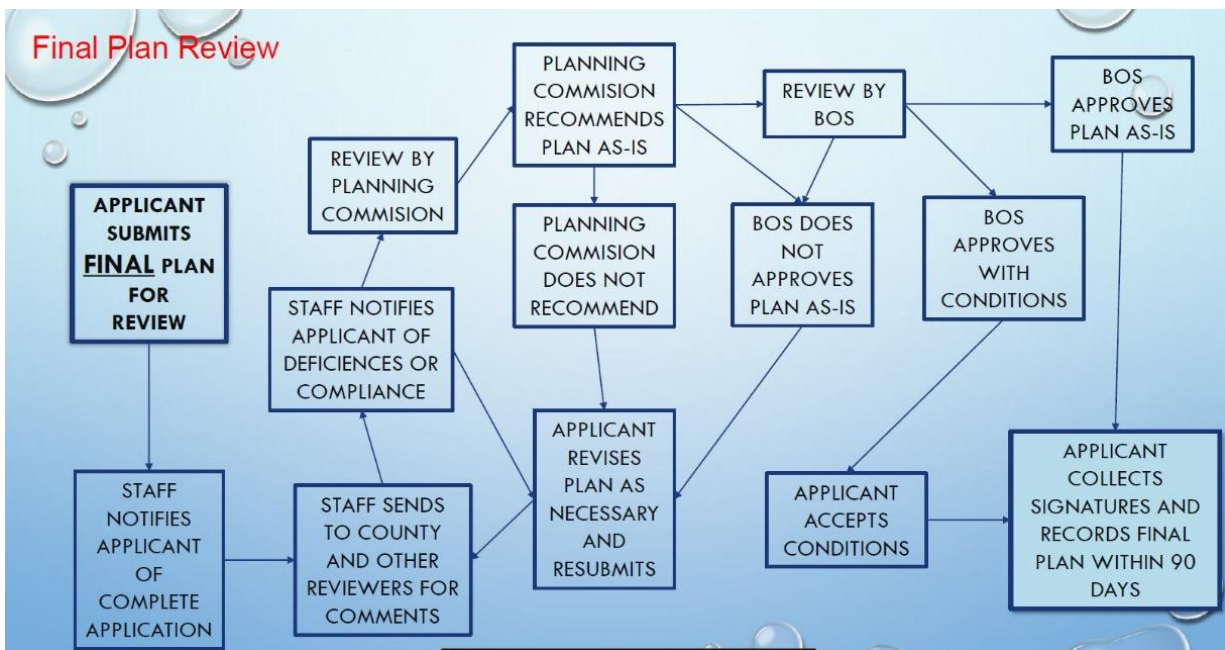 Final Plan Review
APPLICANT
SUBMITS
FINAL PLAN
FOR
REVIEW
STAFF
NOTIFIES
APPLICANT
OF
COMPLETE
APPLICATION
STAFF SENDS
TO COUNTY
AND OTHER
REVIEWERS FOR
COMMENTS
STAFF NOTIFIES
APPLICANT OF
DEFICIENCES OR
COMPLIANCE
REVIEW BY
PLANNING
COMMISION
PLANNING
COMMISION
RECOMMENDS
PLAN AS-IS
PLANNING
COMMISION
DOES NOT
RECOMMEND
APPLICANT
REVISES
PLAN AS
NECESSARY
AND
RESUBMITS
REVIEW BY
BOS
BOS DOES
NOT
APPROVES
PLAN AS-IS
BOS
APPROVES
WITH
CONDITIONS
APPLICANT
ACCEPTS
CONDITIONS
BOS
APPROVES
PLAN AS-IS
APPLICANT
COLLECTS
SIGNATURES AND
RECORDS FINAL
PLAN WITHIN 90
DAYS